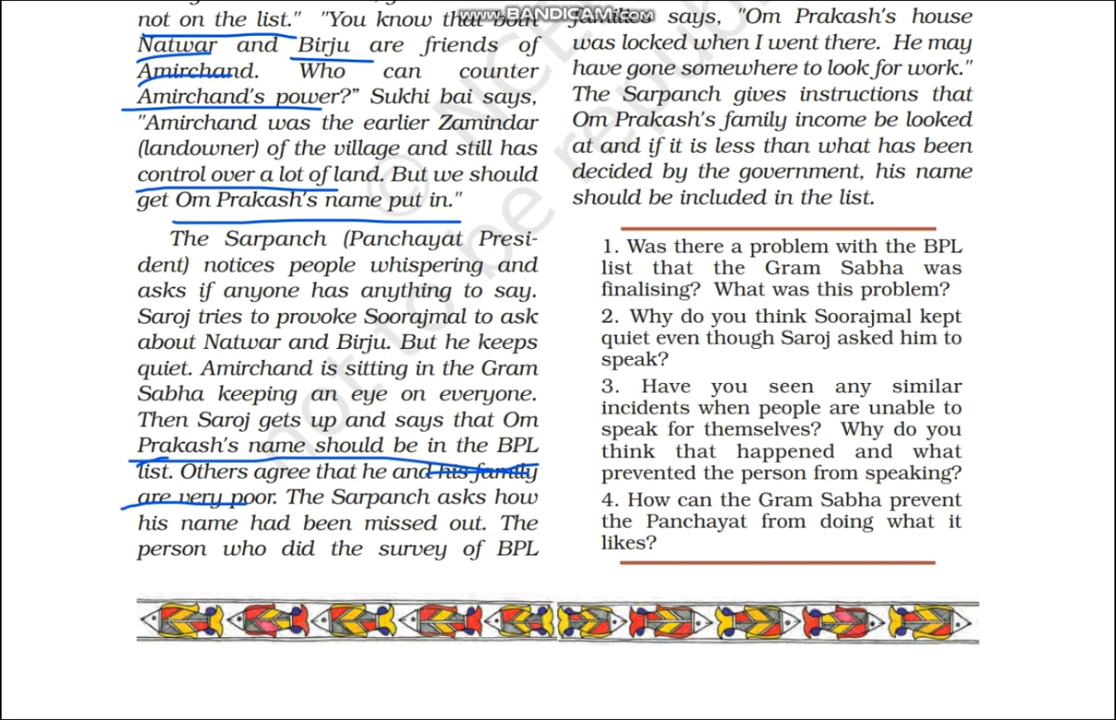 www.BANDICAM.com
not on the list." "You know that both
Natwar and Birju are friends of
Amirchand. Who can counter
Amirchand's power?" Sukhi bai says,
"Amirchand was the earlier Zamindar
(landowner) of the village and still has
control over a lot of land. But we should
get Om Prakash's name put in."
The Sarpanch (Panchayat Presi-
dent) notices people whispering and
asks if anyone has anything to say.
Saroj tries to provoke Soorajmal to ask
about Natwar and Birju. But he keeps
quiet. Amirchand is sitting in the Gram
Sabha keeping an eye on everyone.
Then Saroj gets up and says that Om
Prakash's name should be in the BPL
list. Others agree that he and his family
are very poor. The Sarpanch asks how
his name had been missed out. The
person who did the survey of BPL
families says, "Om Prakash's house
was locked when I went there. He may
have gone somewhere to look for work."
The Sarpanch gives instructions that
Om Prakash's family income be looked
at and if it is less than what has been
decided by the government, his name
should be included in the list.
1. Was there a problem with the BPL
list that the Gram Sabha was
finalising? What was this problem?
2. Why do you think Soorajmal kept
quiet even though Saroj asked him to
speak?
3. Have you seen any similar
incidents when people are unable to
speak for themselves? Why do you
think that happened and what
prevented the person from speaking?
4. How can the Gram Sabha prevent
the Panchayat from doing what it
likes?
© NCE
not to be republ